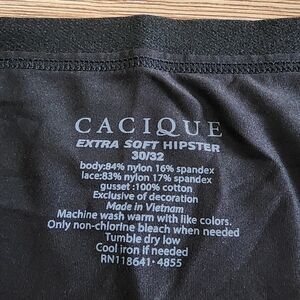 CACIQUE
EXTRA SOFT HIPSTER
30/32
body:84% nylon 16% spandex
lace:83% nylon 17% spandex
gusset :100% cotton
Exclusive of decoration
Made in Vietnam
Machine wash warm with like colors.
Only non-chlorine bleach when needed
Tumble dry low
Cool iron if needed
RN118641· 4855